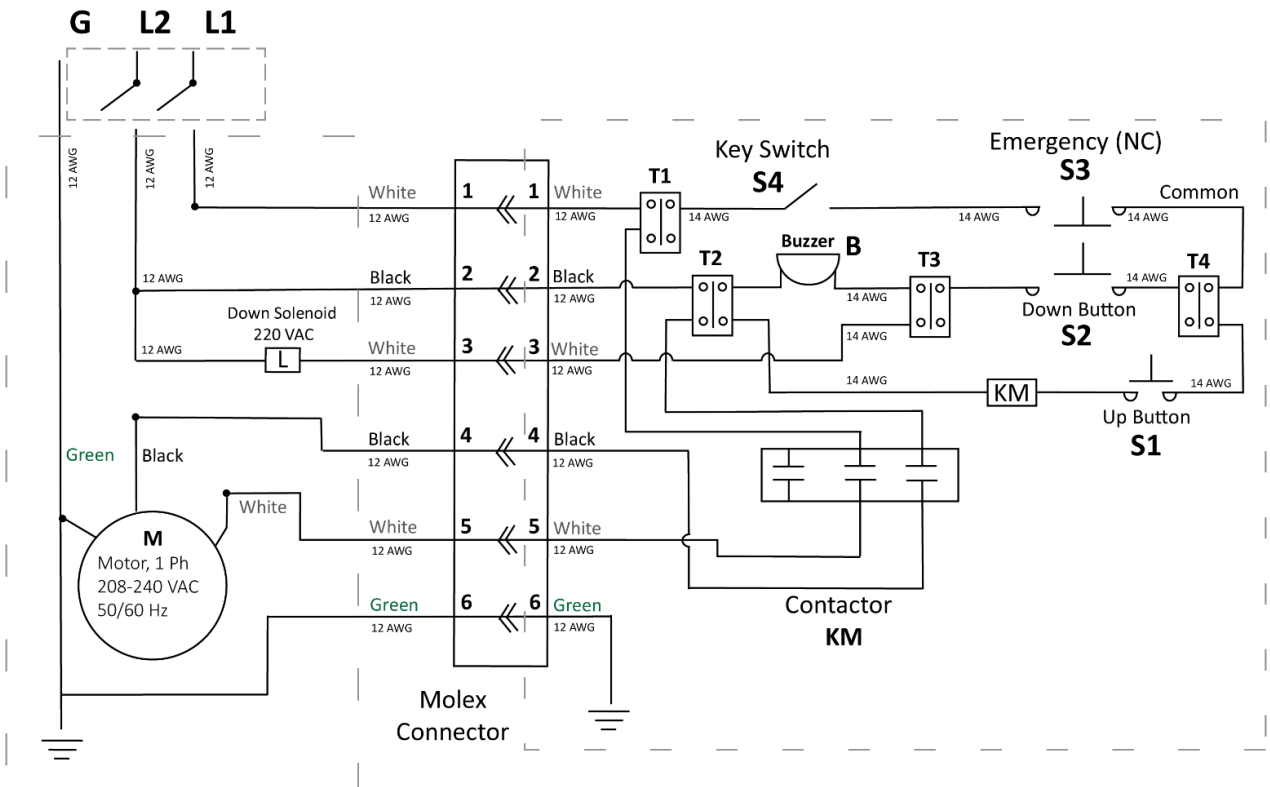 G L2 L1
12 AWG
12 AWG
12 AWG
Key Switch
S4
Emergency (NC)
S3
Common
White
12 AWG
1
1
White
12 AWG
T1
14 AWG
14 AWG
14 AWG
12 AWG
Black
12 AWG
2
2
Black
12 AWG
T2
Buzzer B
14 AWG
T3
14 AWG
T4
Down Button
S2
Down Solenoid
220 VAC
12 AWG
L
White
12 AWG
3
3
White
12 AWG
14 AWG
14 AWG
KM
14 AWG
Up Button
S1
Green
Black
Black
12 AWG
4
4
Black
12 AWG
White
White
12 AWG
5
5
White
12 AWG
M
Motor, 1 Ph
208-240 VAC
50/60 Hz
Green
12 AWG
6
6
Green
12 AWG
Contactor
KM
Molex
Connector